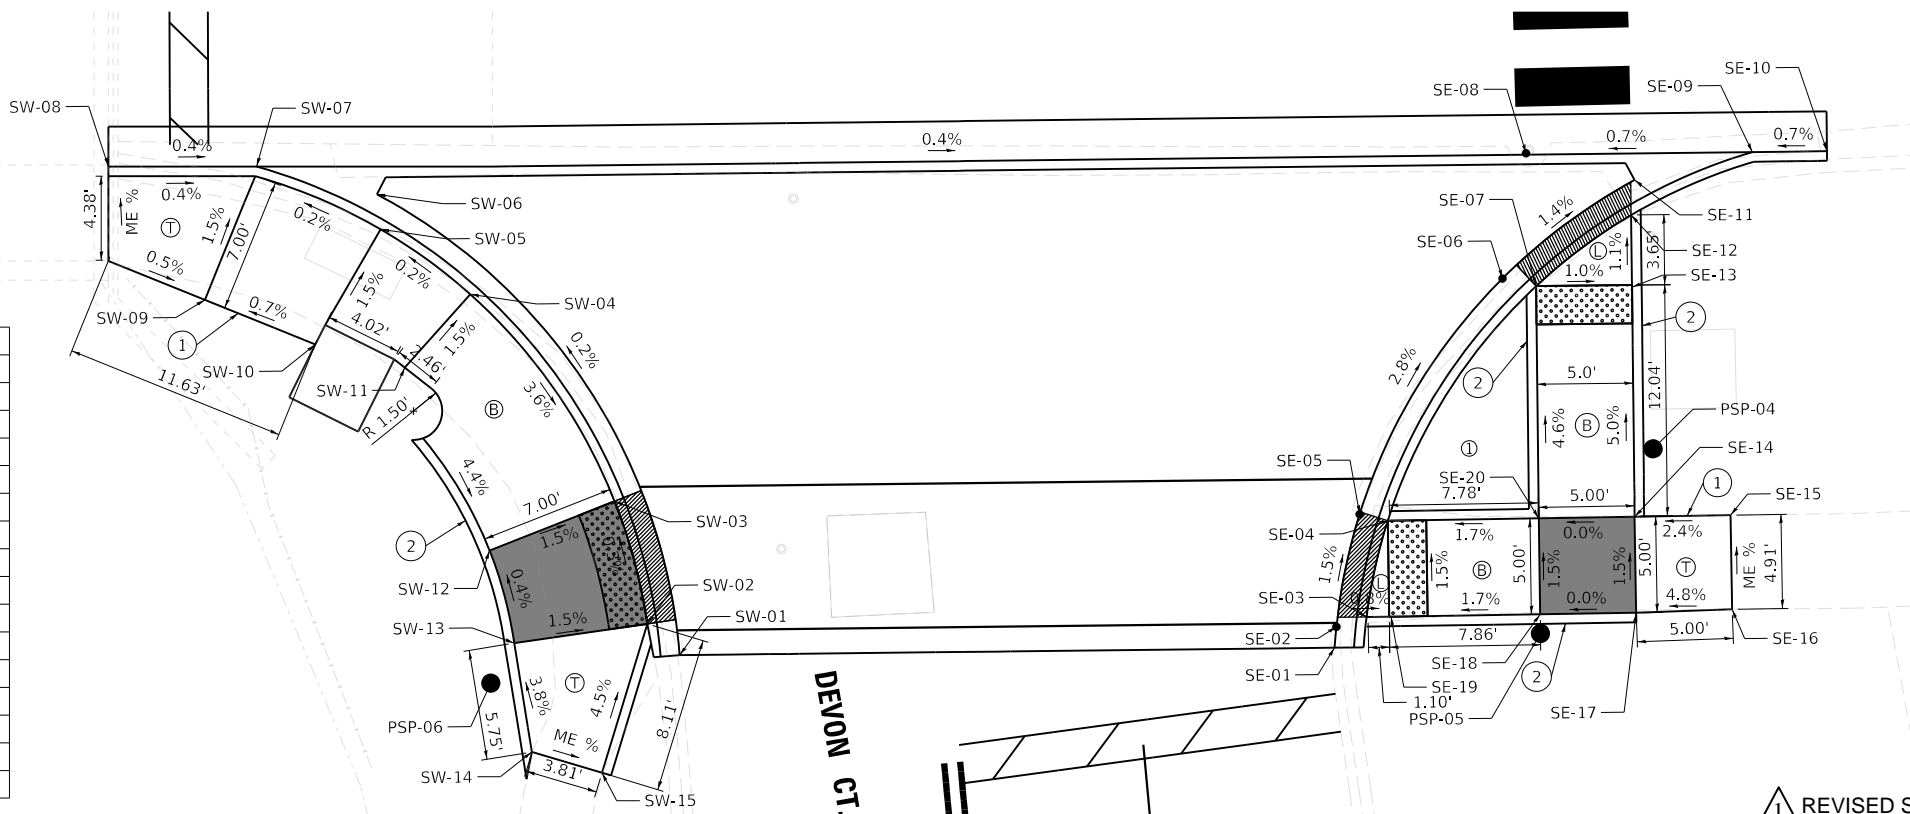 SE-10
SE-09
SE-08
SW-08
SW-07
0.4%
0.4%
0.7%
0.7%
4.38'
ME %
T
0.4%
1.5%
7.00'
0.2%
SW-06
SW-05
SE-07
1.4%
SE-11
SE-06
L
1.1%
3.65'
SE-12
0.5%
1.5%
0.2%
1.0%
SE-13
SW-04
SW-09
0.7%
1
4.02'
2.46'
1.5%
0.2%
2
SW-10
11.63'
SW-11
2.8%
2
5.0'
12.04'
R 1.50'
3.6%
B
PSP-04
4.6%
B
5.0%
SE-14
1
4.4%
SE-05
SE-20
7.78'
5.00'
1
SE-15
7.00'
2
SW-03
1.5%
SE-04
1.7%
0.0%
2.4%
1.5%
1.5%
B
5.00'
1.5%
1.5%
5.00'
T
ME %
4.91'
SW-12
0.4%
SW-02
L
SE-03
1.7%
0.0%
4.8%
SW-13
1.5%
SW-01
SE-02
7.86'
5.00'
SE-16
SE-01
SE-18
SE-19
2
1.10'
PSP-05
SE-17
3.8%
T
4.5%
PSP-06
5.75'
ME %
8.11'
SW-14
3.81'
SW-15
DEVON CT.
1 REVISED S